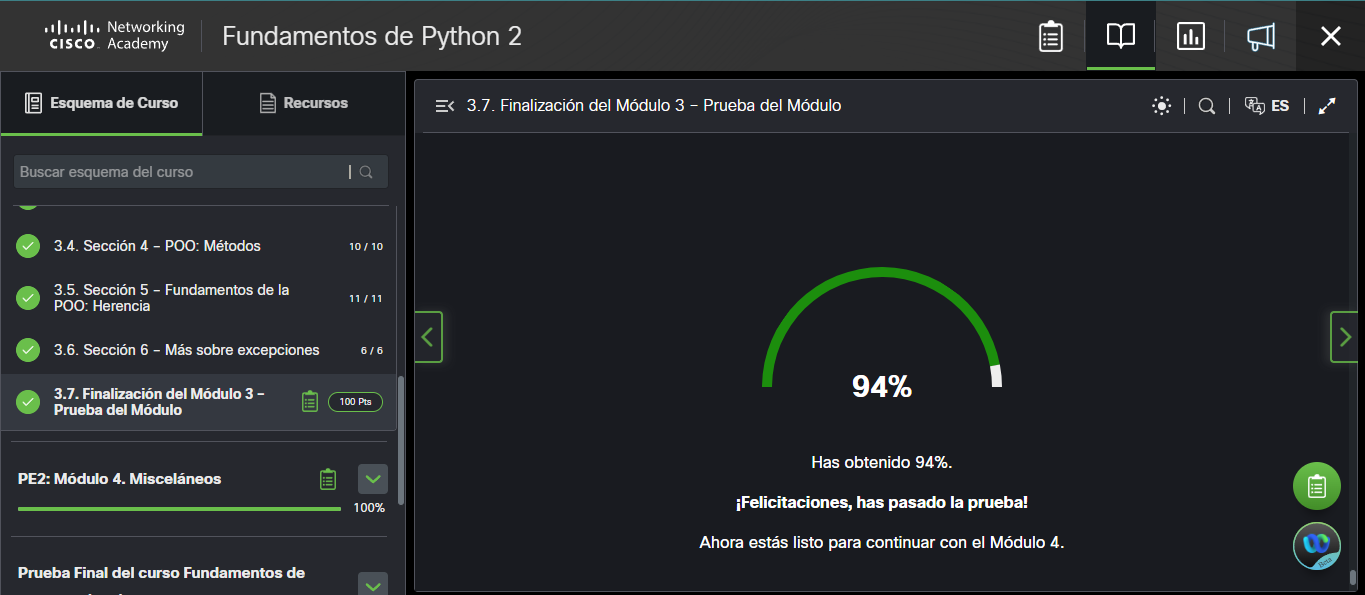 Networking
CISCO Academy
Fundamentos de Python 2
Esquema de Curso
Recursos
Buscar esquema del curso
3.4. Sección 4 – POO: Métodos
10 / 10
3.5. Sección 5 – Fundamentos de la
POO: Herencia
11 / 11
3.6. Sección 6 – Más sobre excepciones
6 / 6
3.7. Finalización del Módulo 3 –
Prueba del Módulo
100 Pts
PE2: Módulo 4. Misceláneos
100%
Prueba Final del curso Fundamentos de
3.7. Finalización del Módulo 3 – Prueba del Módulo
ES
94%
Has obtenido 94%.
¡Felicitaciones, has pasado la prueba!
Ahora estás listo para continuar con el Módulo 4.
Beta